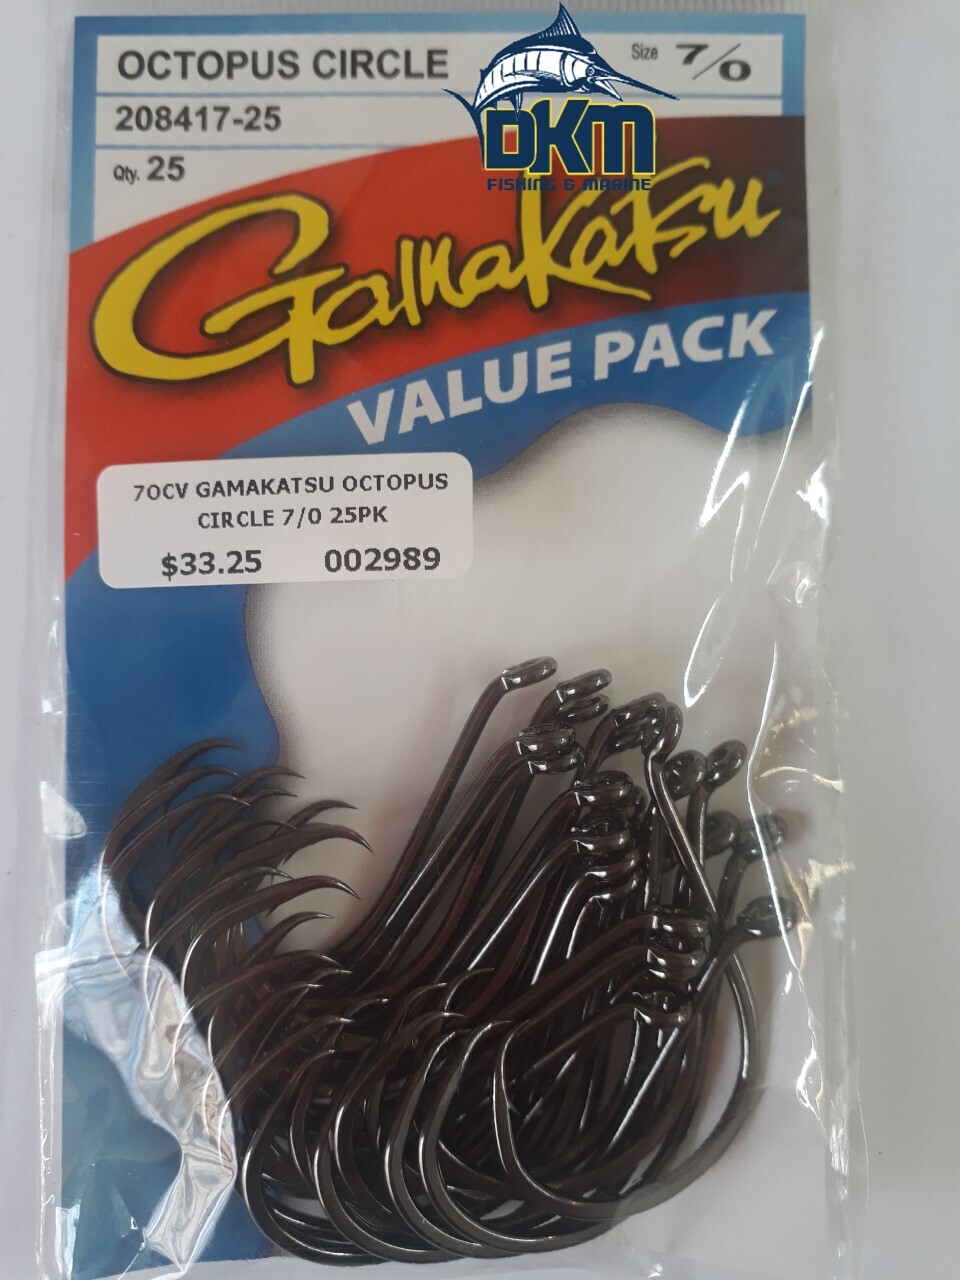 OCTOPUS CIRCLE
Size 7/0
208417-25
Qty. 25
DKM
FISHING & MARINE
Gamakatsu
VALUE PACK
7OCV GAMAKATSU OCTOPUS
CIRCLE 7/0 25PK
$33.25 002989